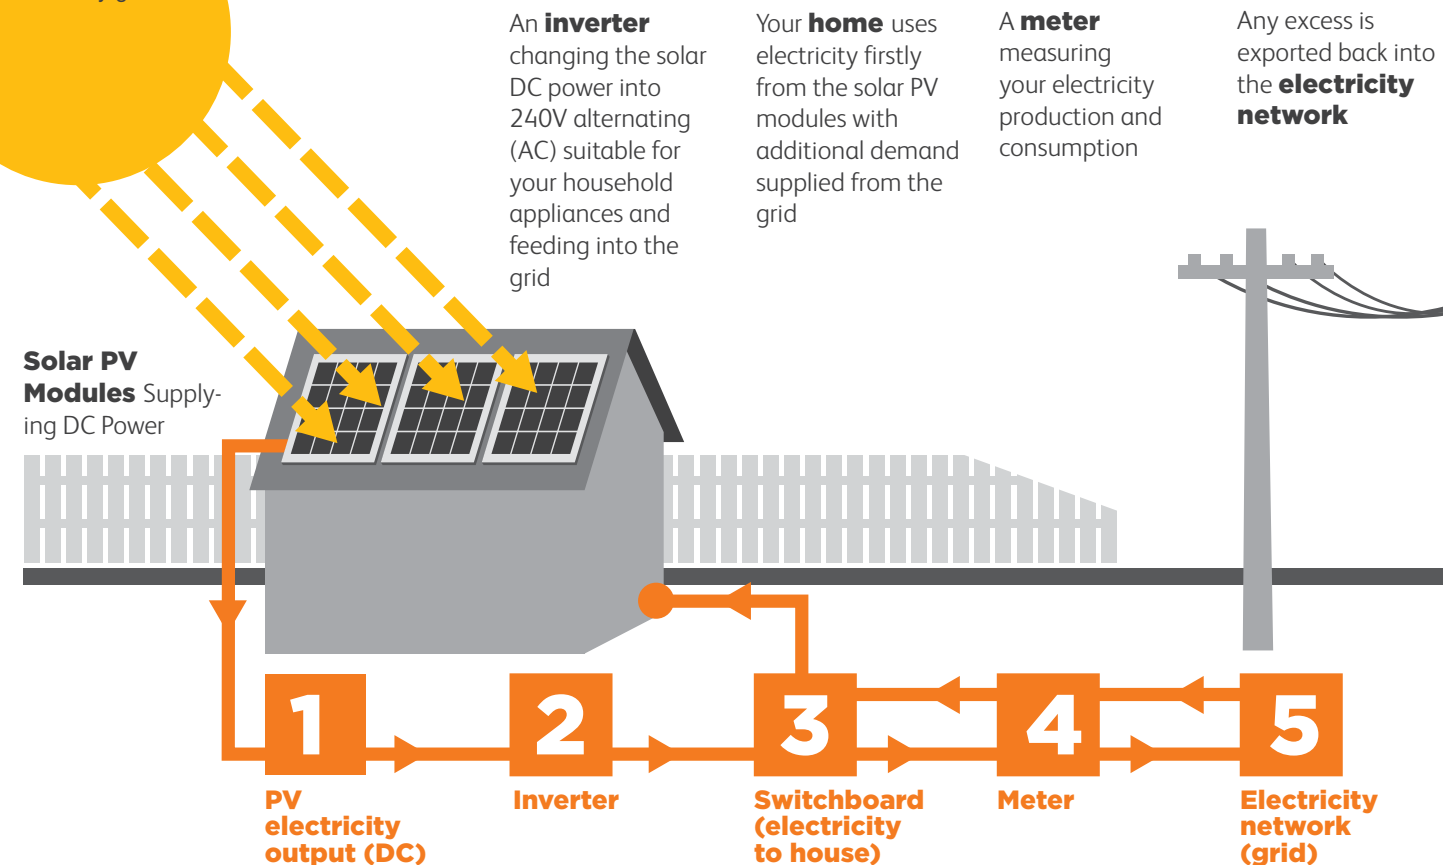 An inverter
changing the solar
DC power into
240V alternating
(AC) suitable for
your household
appliances and
feeding into the
grid
Your home uses
electricity firstly
from the solar PV
modules with
additional demand
supplied from the
grid
A meter
measuring
your electricity
production and
consumption
Any excess is
exported back into
the electricity
network
Solar PV
Modules Supply-
ing DC Power
1
PV
electricity
output (DC)
2
Inverter
3
Switchboard
(electricity
to house)
4
Meter
5
Electricity
network
(grid)